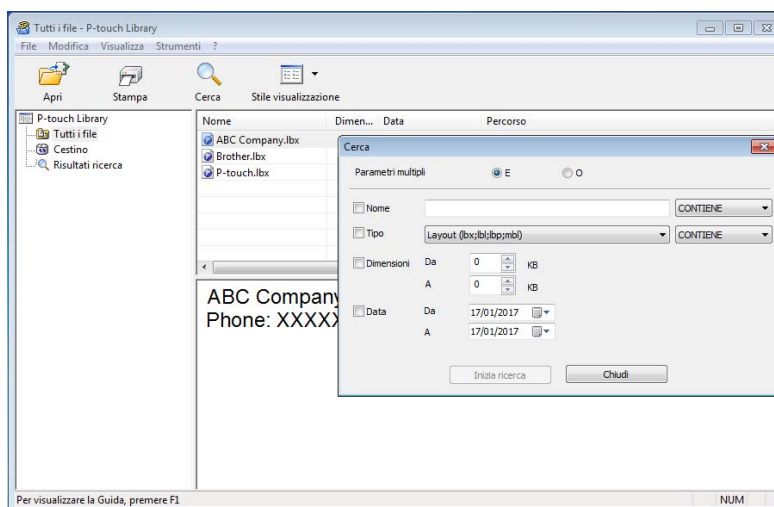 Tutti i file - P-touch Library
File Modifica Visualizza Strumenti ?
Apri Stampa Cerca Stile visualizzazione
P-touch Library
Tutti i file
Cestino
Risultati ricerca
Nome Dimen... Data Percorso
ABC Company.lbx
Brother.lbx
P-touch.lbx
ABC Company
Phone: XXXXX
Cerca
Parametri multipli E O
Nome CONTIENE
Tipo Layout (lbx;lbl;lbp;mbl) CONTIENE
Dimensioni Da 0 KB
A 0 KB
Data Da 17/01/2017
A 17/01/2017
Inizia ricerca Chiudi
Per visualizzare la Guida, premere F1 NUM